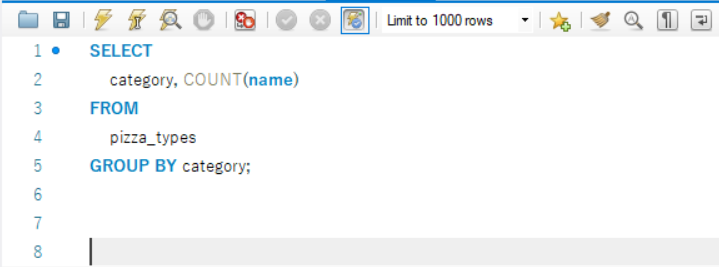 Limit to 1000 rows
1 SELECT
2 category, COUNT(name)
3 FROM
4 pizza_types
5 GROUP BY category;
6
7
8